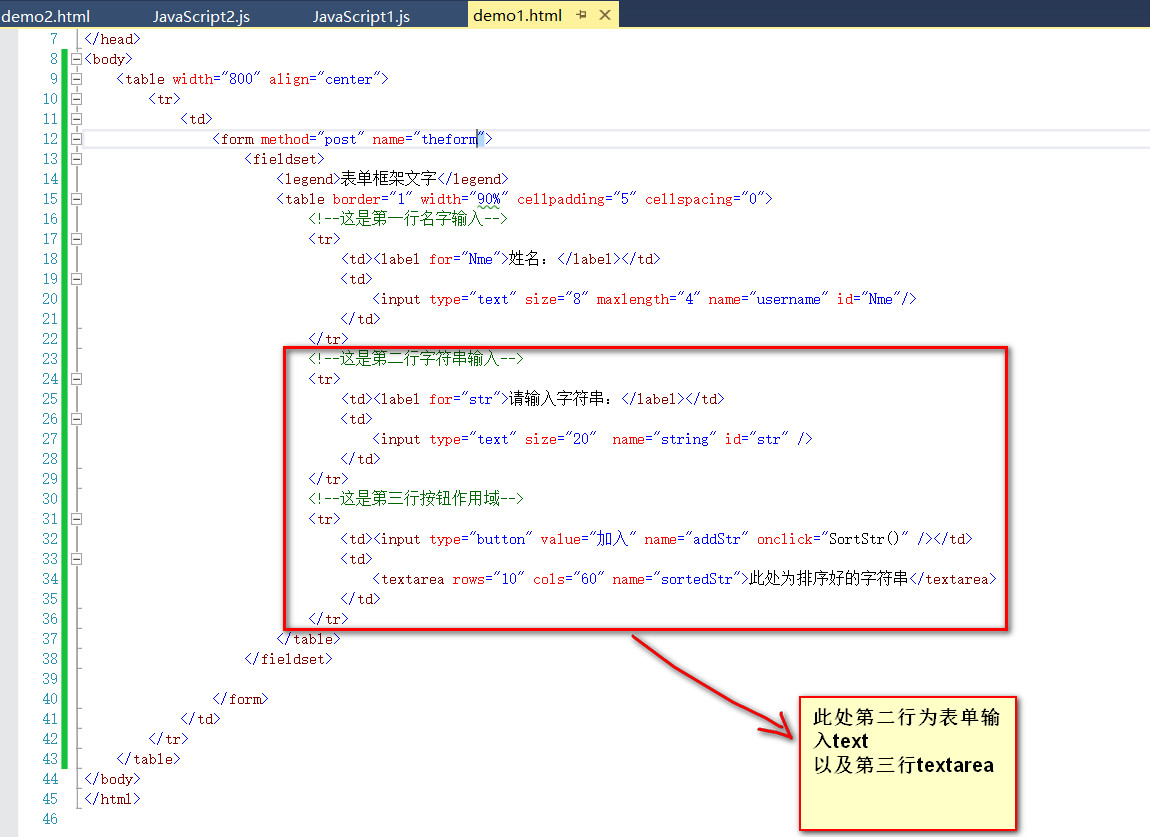 demo2.html JavaScript2.js JavaScript1.js demo1.html
7 </head>
8 <body>
9 <table width="800" align="center">
10 <tr>
11 <td>
12 <form method="post" name="theform">
13 <fieldset>
14 <legend>表单框架文字</legend>
15 <table border="1" width="90%" cellpadding="5" cellspacing="0">
16 <!--这是第一行名字输入-->
17 <tr>
18 <td><label for="Nme">姓名：</label></td>
19 <td>
20 <input type="text" size="8" maxlength="4" name="username" id="Nme"/>
21 </td>
22 </tr>
23 <!--这是第二行字符串输入-->
24 <tr>
25 <td><label for="str">请输入字符串：</label></td>
26 <td>
27 <input type="text" size="20"  name="string" id="str" />
28 </td>
29 </tr>
30 <!--这是第三行按钮作用域-->
31 <tr>
32 <td><input type="button" value="加入" name="addStr" onclick="SortStr()" /></td>
33 <td>
34 <textarea rows="10" cols="60" name="sortedStr">此处为排序好的字符串</textarea>
35 </td>
36 </tr>
37 </table>
38 </fieldset>
39
40 </form>
41 </td>
42 </tr>
43 </table>
44 </body>
45 </html>
46
此处第二行为表单输
入text
以及第三行textarea